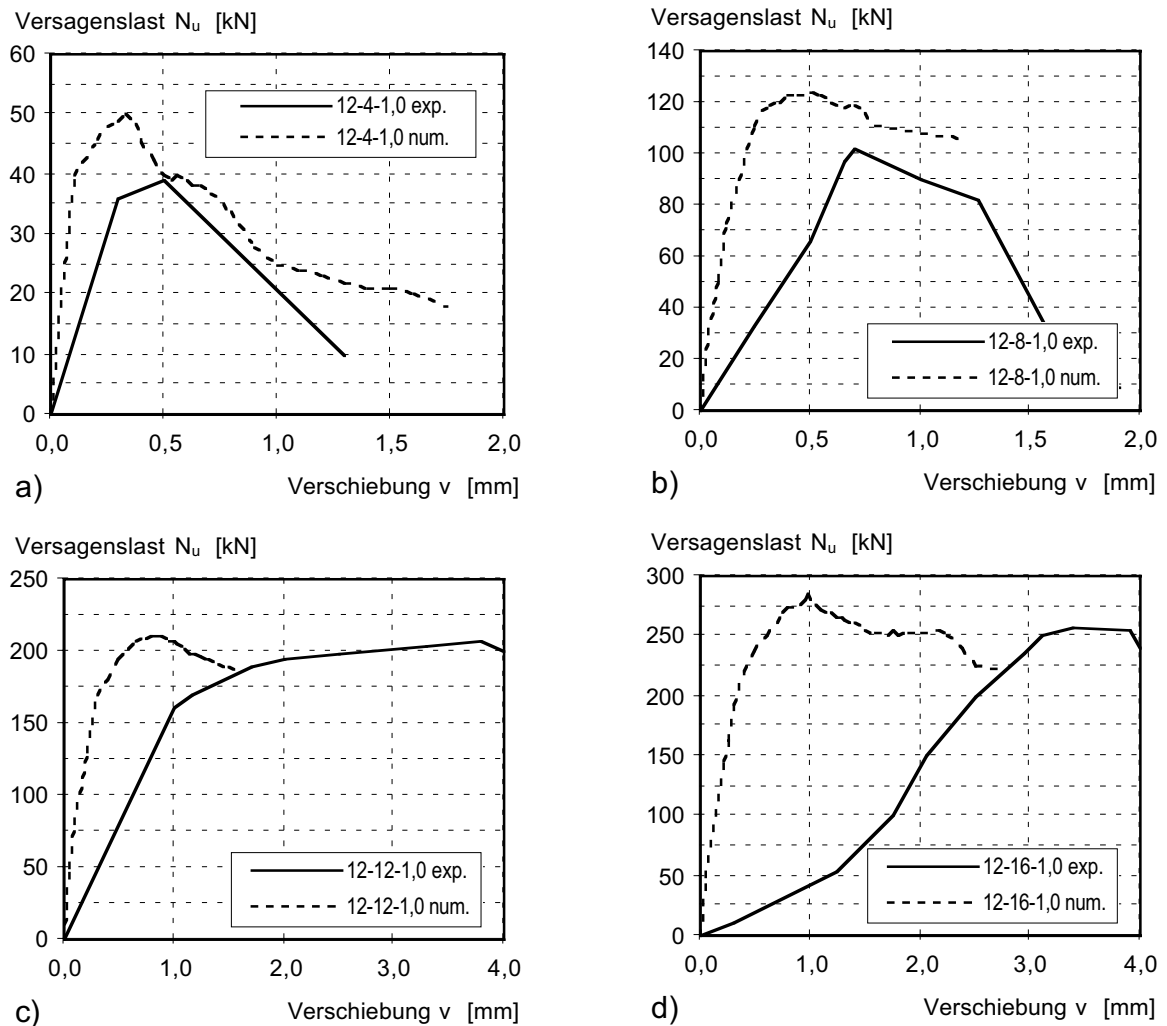 Versagenslast Nu [kN]
60
50
40
30
20
10
0
12-4-1,0 exp.
12-4-1,0 num.
0,0 0,5 1,0 1,5 2,0
a)
Verschiebung v [mm]
Versagenslast Nu [kN]
140
120
100
80
60
40
20
0
12-8-1,0 exp.
12-8-1,0 num.
0,0 0,5 1,0 1,5 2,0
b)
Verschiebung v [mm]
Versagenslast Nu [kN]
250
200
150
100
50
0
12-12-1,0 exp.
12-12-1,0 num.
0,0 1,0 2,0 3,0 4,0
c)
Verschiebung v [mm]
Versagenslast Nu [kN]
300
250
200
150
100
50
0
12-16-1,0 exp.
12-16-1,0 num.
0,0 1,0 2,0 3,0 4,0
d)
Verschiebung v [mm]